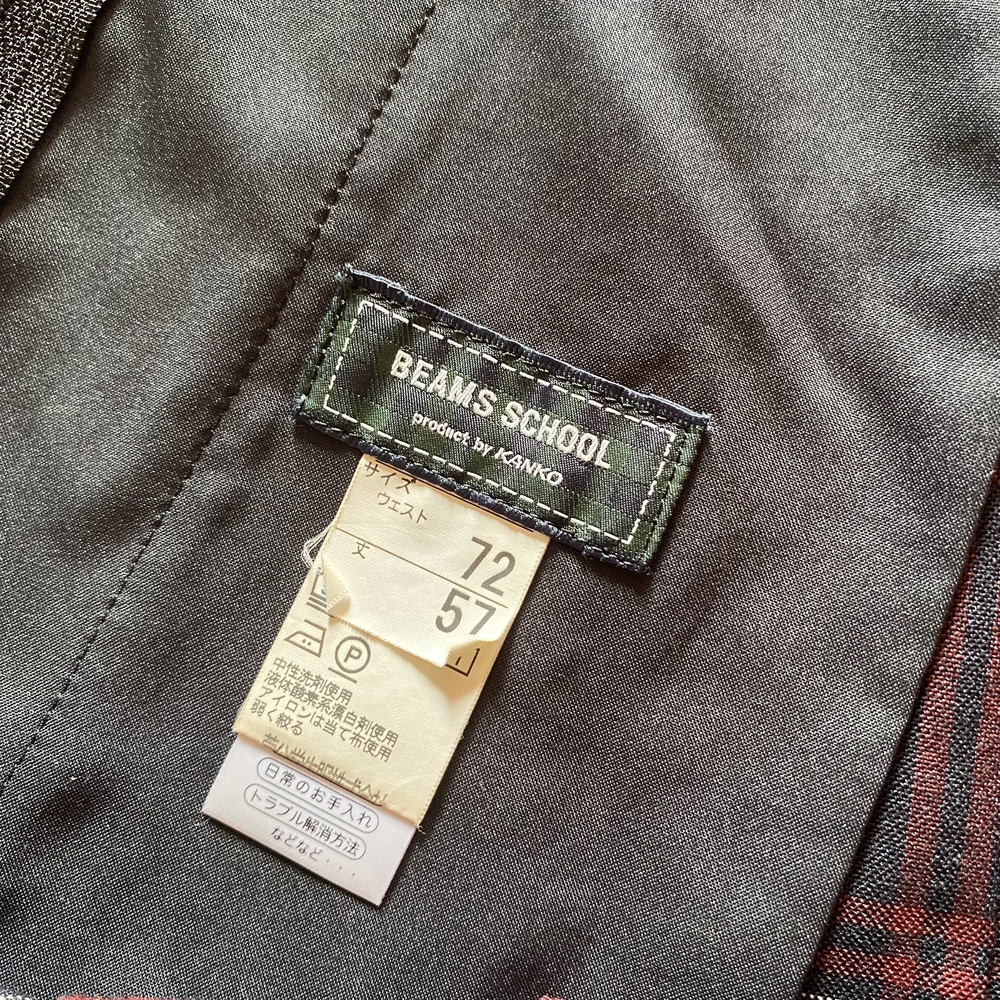 BEAMS SCHOOL
product by KANKO
サイズ
ウェスト
72
丈
57
P
中性洗剤使用
液体酸素系漂白剤使用
アイロンは当て布使用
弱く絞る
日常のお手入れ
トラブル解消方法
などなど・・・